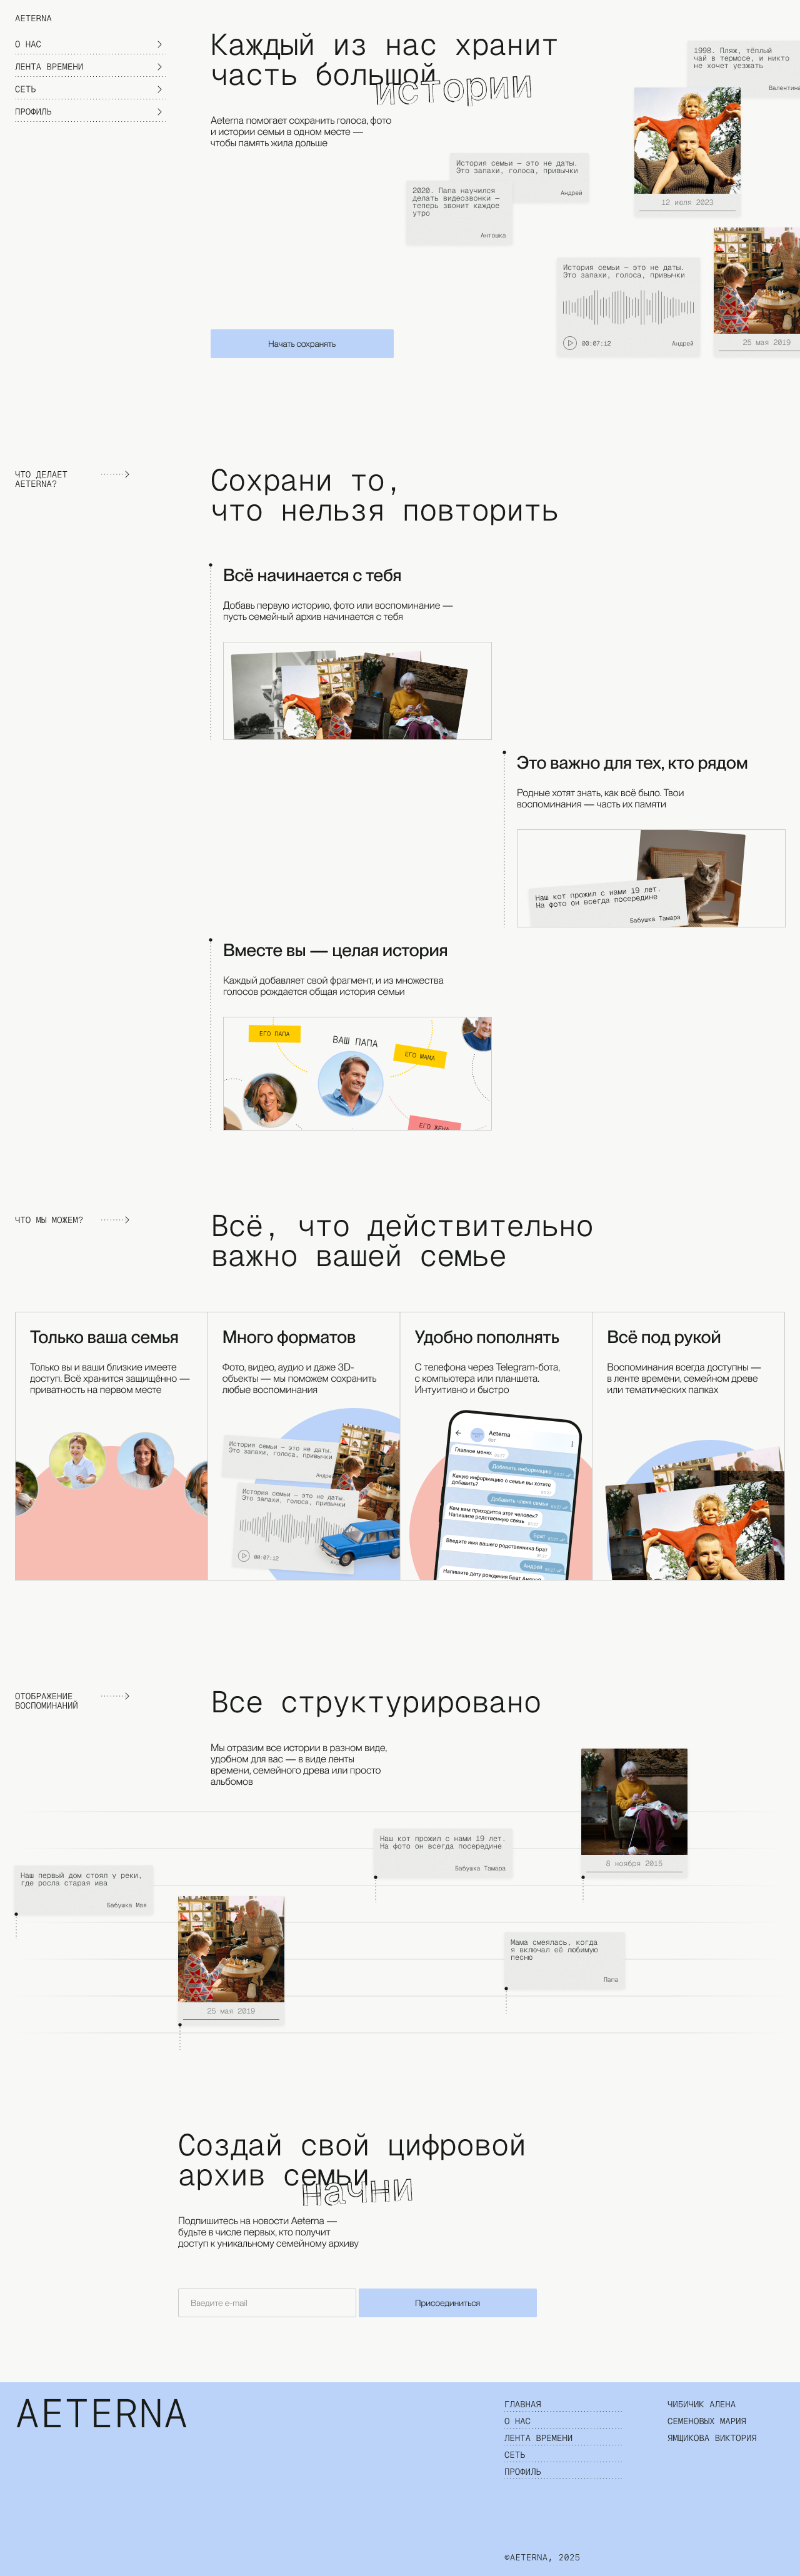 AETERNA
О НАС
ЛЕНТА ВРЕМЕНИ
СЕТЬ
ПРОФИЛЬ
Каждый из нас хранит
часть большой
истории
Aeterna помогает сохранить голоса, фото
и истории семьи в одном месте —
чтобы память жила дольше
1998. Пляж, тёплый
чай в термосе, и никто
не хочет уезжать
Валентина
12 июля 2023
История семьи — это не даты.
Это запахи, голоса, привычки
Андрей
2020. Папа научился
делать видеозвонки —
теперь звонит каждое
утро
Антошка
История семьи — это не даты.
Это запахи, голоса, привычки
00:07:12
Андрей
25 мая 2019
Начать сохранять
ЧТО ДЕЛАЕТ
AETERNA?
Сохрани то,
что нельзя повторить
Всё начинается с тебя
Добавь первую историю, фото или воспоминание —
пусть семейный архив начинается с тебя
Это важно для тех, кто рядом
Родные хотят знать, как всё было. Твои
воспоминания — часть их памяти
Наш кот прожил с нами 19 лет.
На фото он всегда посередине
Бабушка Тамара
Вместе вы — целая история
Каждый добавляет свой фрагмент, и из множества
голосов рождается общая история семьи
ЕГО ПАПА
ВАШ ПАПА
ЕГО МАМА
ЕГО ЖЕНА
ЧТО МЫ МОЖЕМ?
Всё, что действительно
важно вашей семье
Только ваша семья
Только вы и ваши близкие имеете
доступ. Всё хранится защищённо —
приватность на первом месте
Много форматов
Фото, видео, аудио и даже 3D-
объекты — мы поможем сохранить
любые воспоминания
История семьи — это не даты.
Это запахи, голоса, привычки
Андрей
История семьи — это не даты.
Это запахи, голоса, привычки
00:07:12
Удобно пополнять
С телефона через Telegram-бота,
с компьютера или планшета.
Интуитивно и быстро
Aeterna
Главное меню:
Добавить информацию
Какую информацию о семье вы хотите
добавить?
Добавить члена семьи
Кем вам приходится этот человек?
Напишите родственную связь
Брат
Введите имя вашего родственника Брат
Андрей
Напишите дату рождения Брат
Всё под рукой
Воспоминания всегда доступны —
в ленте времени, семейном древе
или тематических папках
ОТОБРАЖЕНИЕ
ВОСПОМИНАНИЙ
Все структурировано
Мы отразим все истории в разном виде,
удобном для вас — в виде ленты
времени, семейного древа или просто
альбомов
Наш кот прожил с нами 19 лет.
На фото он всегда посередине
Бабушка Тамара
8 ноября 2015
Наш первый дом стоял у реки,
где росла старая ива
Бабушка Мая
25 мая 2019
Мама смеялась, когда
я включал её любимую
песню
Папа
Создай свой цифровой
архив семьи
начни
Подпишитесь на новости Aeterna —
будьте в числе первых, кто получит
доступ к уникальному семейному архиву
Введите e-mail
Присоединиться
AETERNA
ГЛАВНАЯ
О НАС
ЛЕНТА ВРЕМЕНИ
СЕТЬ
ПРОФИЛЬ
ЧИБИЧИК АЛЕНА
СЕМЕНОВЫХ МАРИЯ
ЯМЩИКОВА ВИКТОРИЯ
©AETERNA, 2025